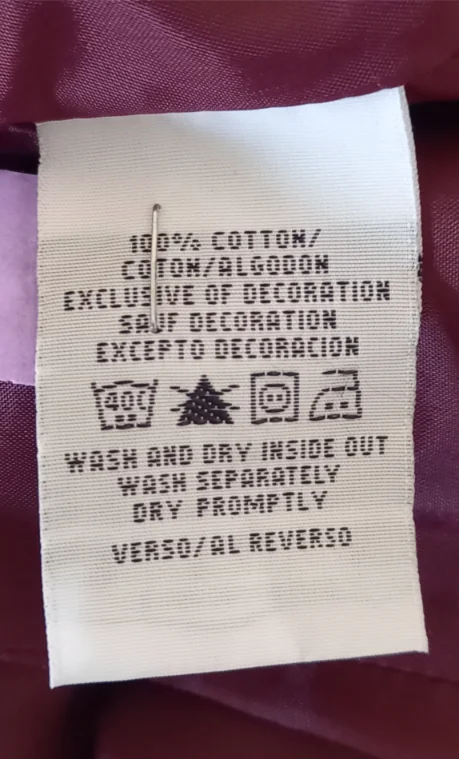 100% COTTON/
COTON/ALGODON
EXCLUSIVE OF DECORATION
SAUF DECORATION
EXCEPTO DECORACION
40C
WASH AND DRY INSIDE OUT
WASH SEPARATELY
DRY PROMPTLY
VERSO/AL REVERSO